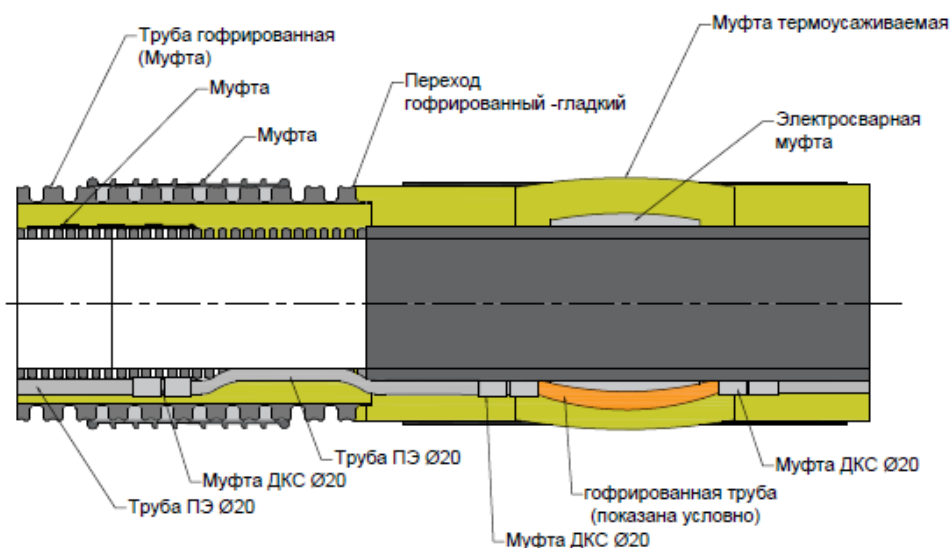 Труба гофрированная
(Муфта)
Муфта
Муфта
Переход
гофрированный -гладкий
Муфта термоусаживаемая
Электросварная
муфта
Труба ПЭ Ø20
Муфта ДКС Ø20
Труба ПЭ Ø20
Муфта ДКС Ø20
гофрированная труба
(показана условно)
Муфта ДКС Ø20